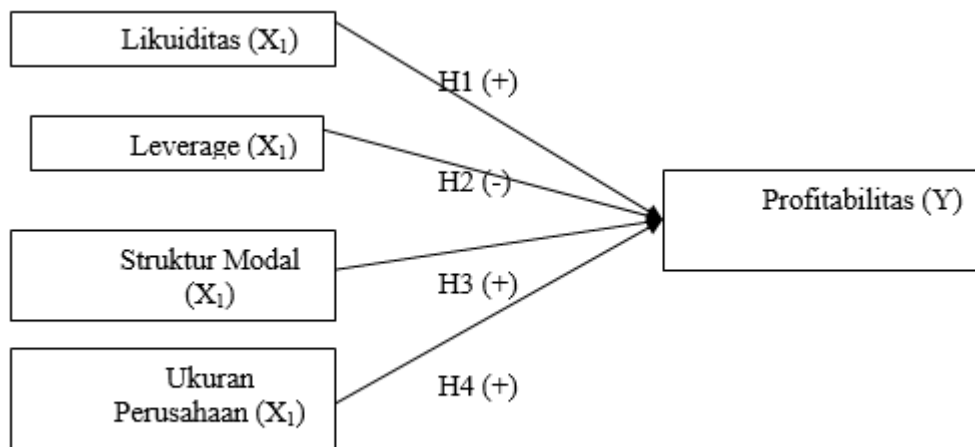 Likuiditas (X₁)
H1 (+)
Leverage (X₁)
H2 (-)
Profitabilitas (Y)
Struktur Modal
(X₁)
H3 (+)
Ukuran
Perusahaan (X₁)
H4 (+)